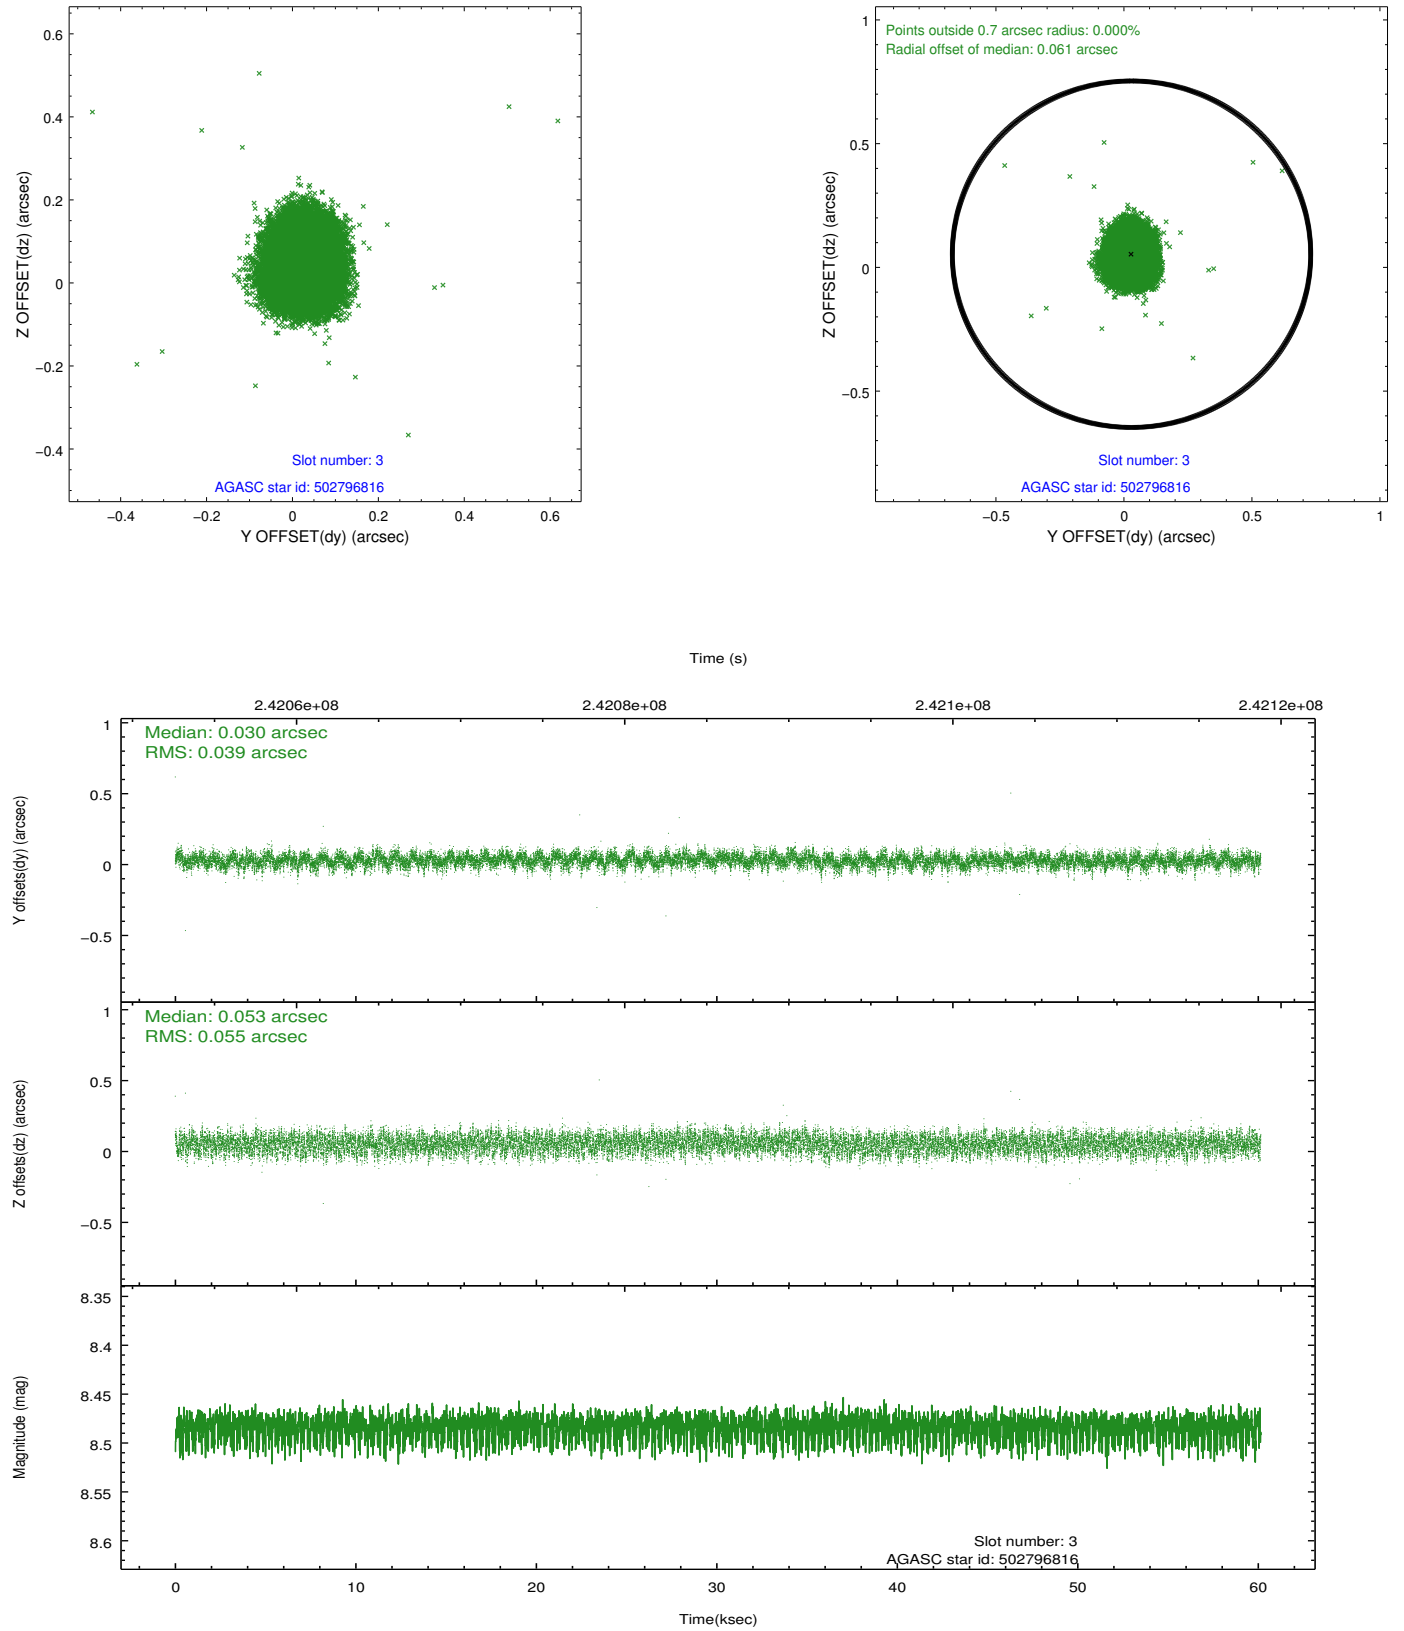 0.6
0.4
0.2
0
−0.2
−0.4
Z OFFSET(dz) (arcsec)
Slot number: 3
AGASC star id: 502796816
−0.4
−0.2
0
0.2
0.4
0.6
Y OFFSET(dy) (arcsec)
Points outside 0.7 arcsec radius: 0.000%
Radial offset of median: 0.061 arcsec
1
0.5
0
−0.5
Z OFFSET(dz) (arcsec)
Slot number: 3
AGASC star id: 502796816
−0.5
0
0.5
1
Y OFFSET(dy) (arcsec)
Time (s)
2.4206e+08
2.4208e+08
2.421e+08
2.4212e+08
Median: 0.030 arcsec
RMS: 0.039 arcsec
1
0.5
0
−0.5
Y offsets(dy) (arcsec)
Median: 0.053 arcsec
RMS: 0.055 arcsec
1
0.5
0
−0.5
Z offsets(dz) (arcsec)
8.35
8.4
8.45
8.5
8.55
8.6
Magnitude (mag)
Slot number: 3
AGASC star id: 502796816
0
10
20
30
40
50
60
Time(ksec)